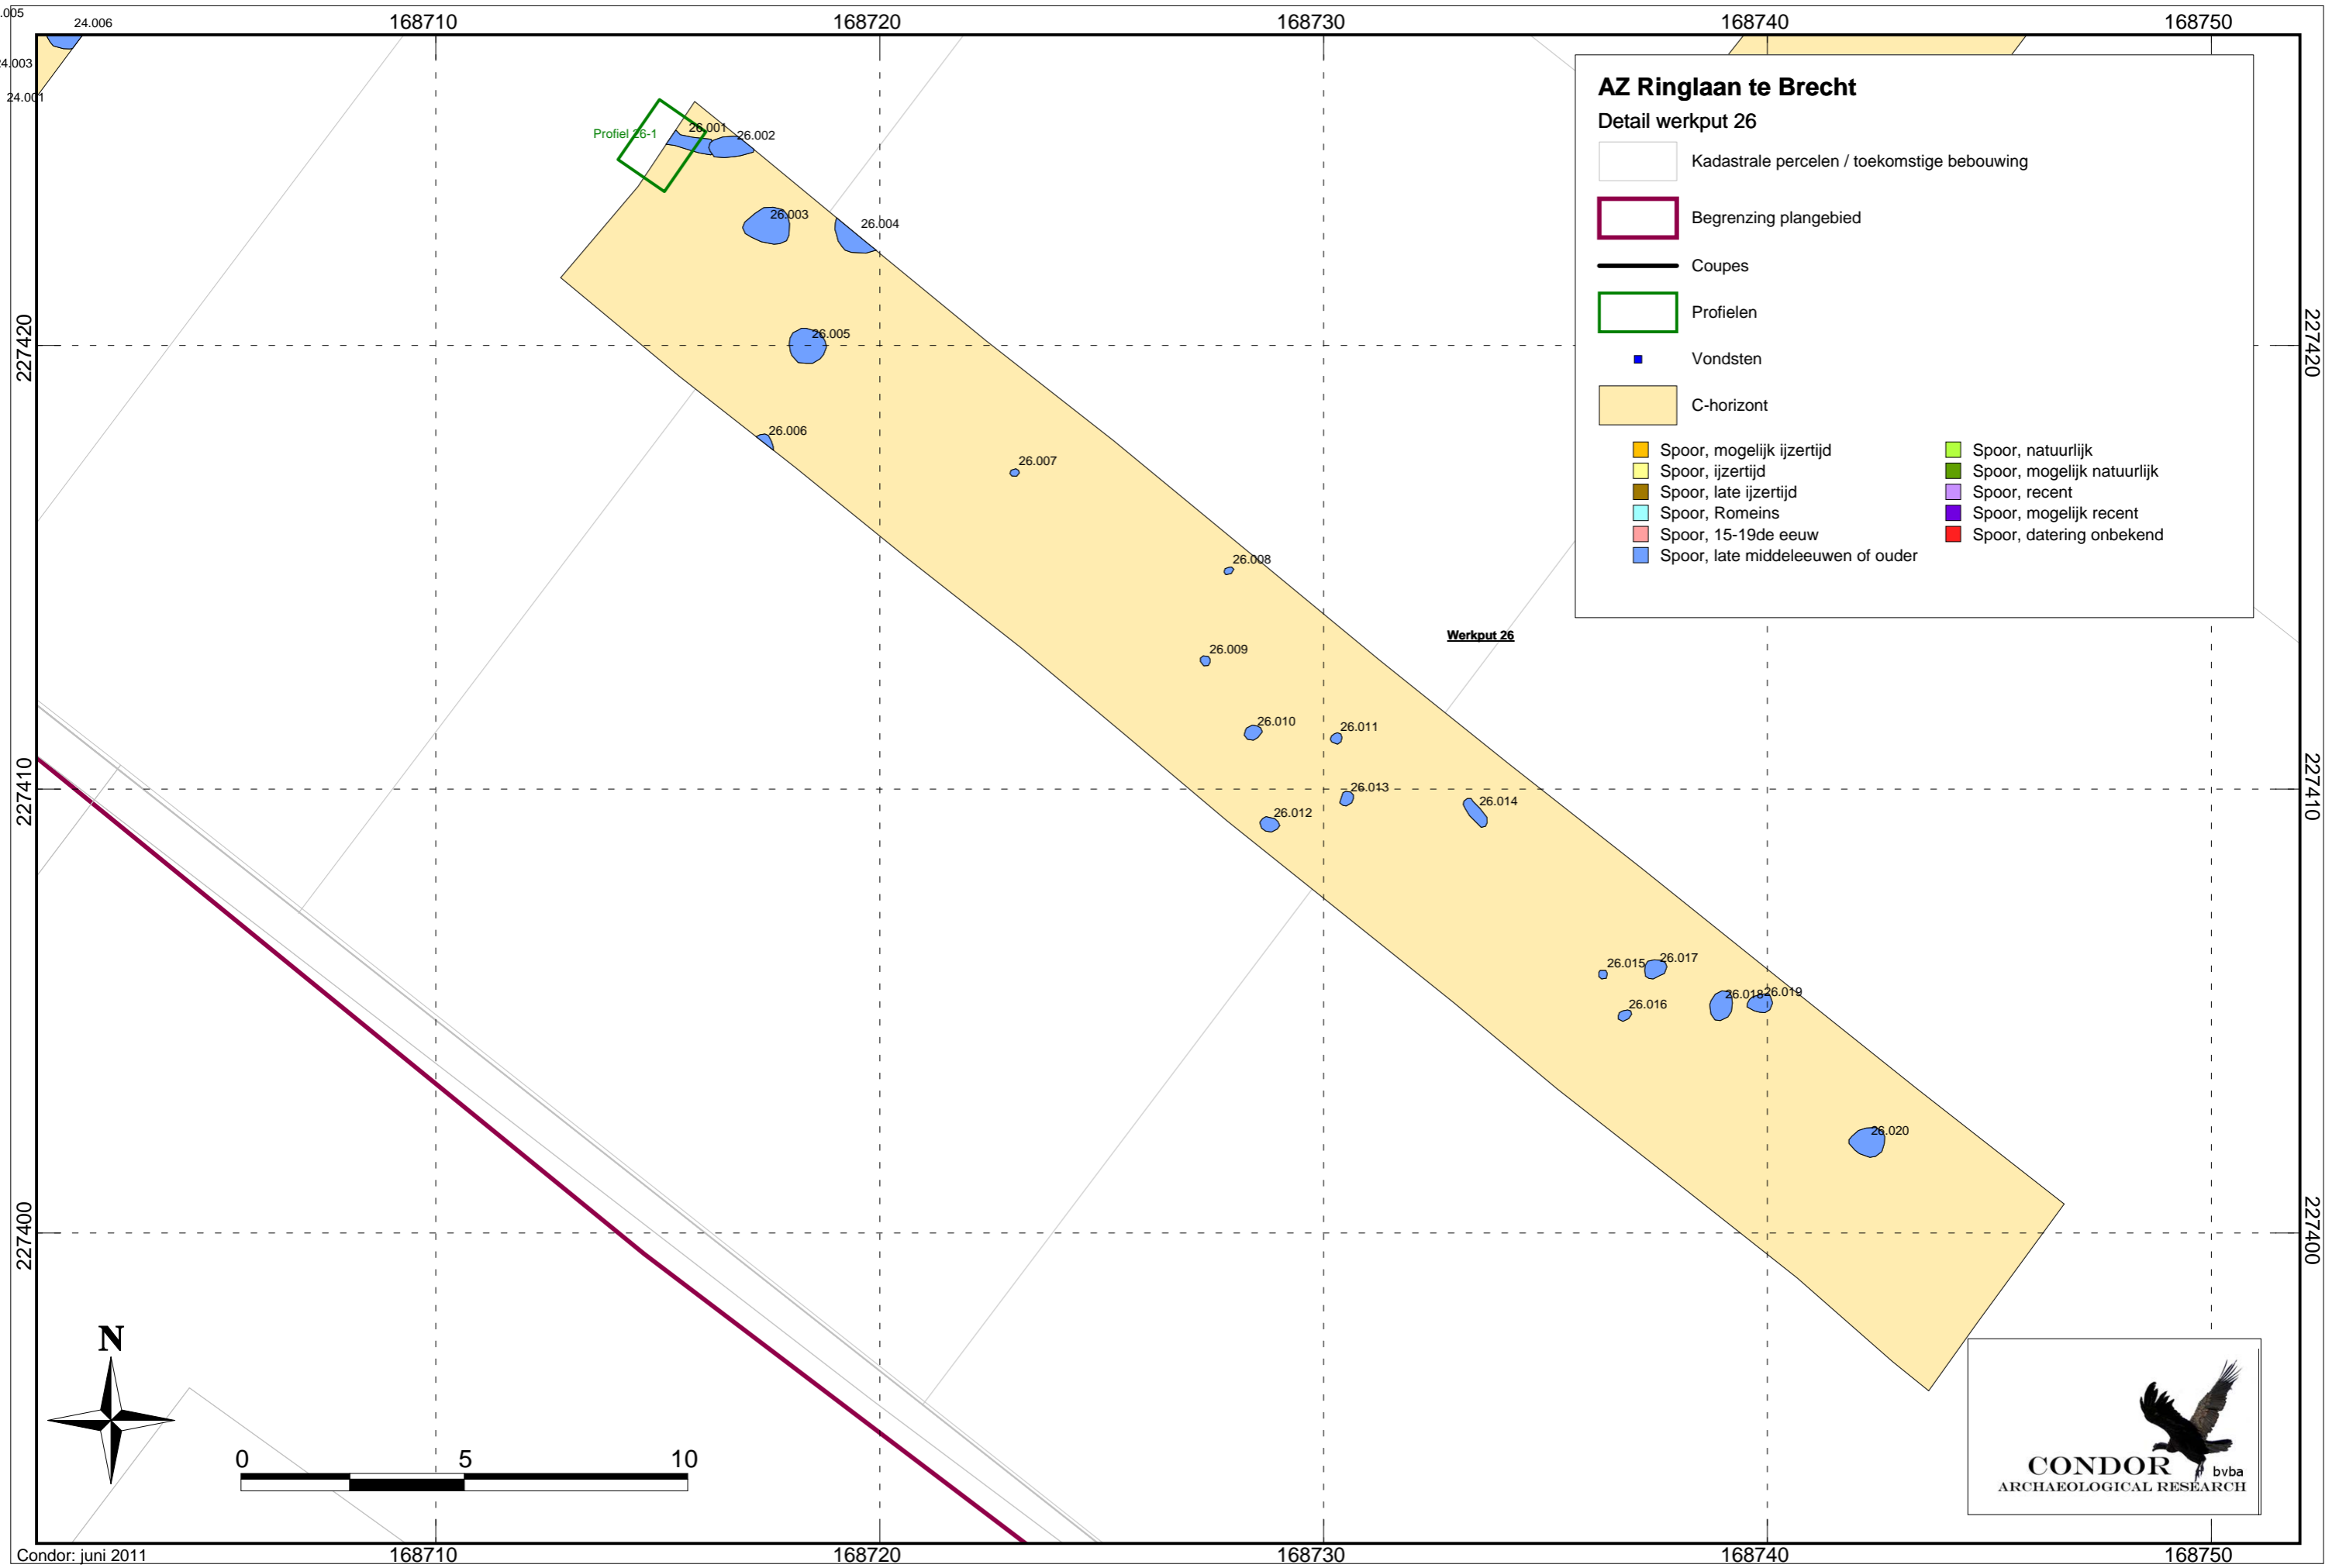 .005
24.006
24.003
24.001
168710
168720
168730
168740
168750
AZ Ringlaan te Brecht
Detail werkput 26
Kadastrale percelen / toekomstige bebouwing
Begrenzing plangebied
Coupes
Profielen
Vondsten
C-horizont
Spoor, mogelijk ijzertijd
Spoor, ijzertijd
Spoor, late ijzertijd
Spoor, Romeins
Spoor, 15-19de eeuw
Spoor, late middeleeuwen of ouder
Spoor, natuurlijk
Spoor, mogelijk natuurlijk
Spoor, recent
Spoor, mogelijk recent
Spoor, datering onbekend
Profiel 26-1
26.001
26.002
26.003
26.004
26.005
26.006
26.007
26.008
26.009
26.010
26.011
26.013
26.012
26.014
26.015
26.017
26.016
26.018
26.019
26.020
Werkput 26
227420
227410
227400
227420
227410
227400
N
0
5
10
CONDOR bvba
ARCHAEOLOGICAL RESEARCH
Condor: juni 2011
168710
168720
168730
168740
168750